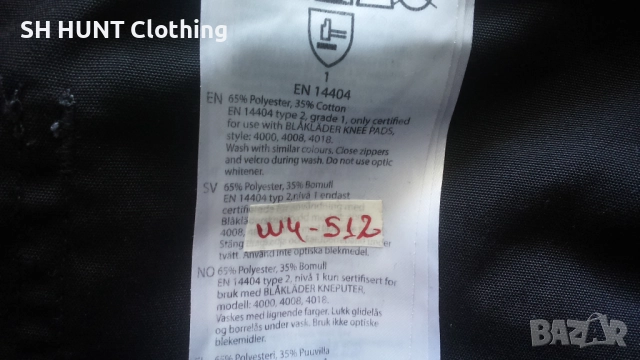 SH HUNT Clothing
1
EN 14404
EN 65% Polyester, 35% Cotton
EN 14404 type 2, grade 1, only certified
for use with BLÅKLÄDER KNEE PADS,
style: 4000, 4008, 4018.
Wash with similar colours. Close zippers
and velcro during wash. Do not use optic
whitener.
SV 65% Polyester, 35% Bomull
EN 14404 typ 2, nivå 1 endast
4008,
W4-S12
tvätt. Använd inte optiska blekmedel.
NO 65% Polyester, 35% Bomull
EN 14404 type 2, nivå 1 kun sertifisert for
bruk med BLÅKLÄDER KNEPUTER,
modell: 4000, 4008, 4018.
Vaskes med lignende farger. Lukk glidelås
og borrelås under vask. Bruk ikke optiske
blekemidler.
65% Polyesteri, 35% Puuvilla
BAZAR